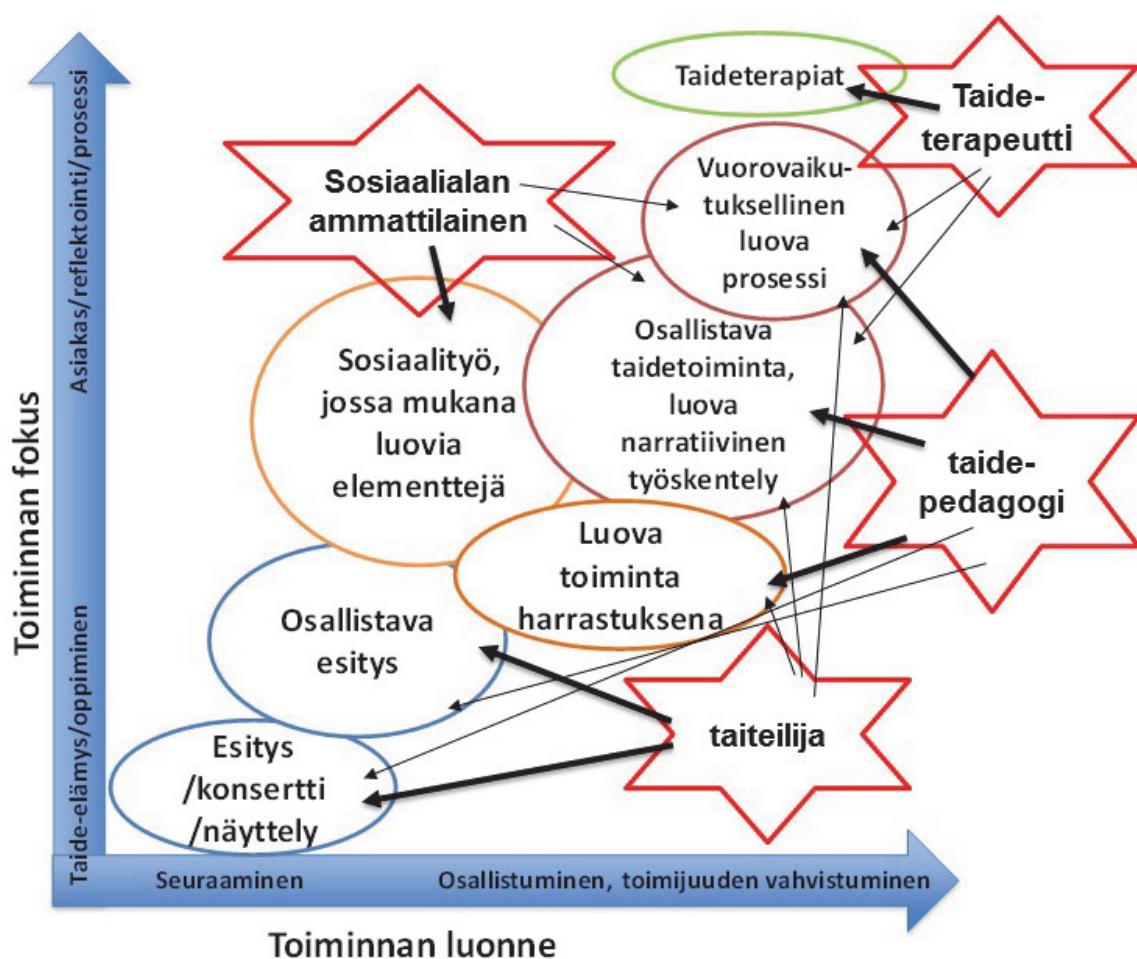 Toiminnan fokus
Asiakas/reflektointi/prosessi
Taide-elämys/oppiminen
Taideterapiat
Taide-
terapeutti
Sosiaalialan
ammattilainen
Vuorovaiku-
tuksellinen
luova
prosessi
Sosiaalityö,
jossa mukana
luovia
elementtejä
Osallistava
taidetoiminta,
luova
narratiivinen
työskentely
taide-
pedagogi
Luova
toiminta
harrastuksena
Osallistava
esitys
taiteilija
Esitys
/konsertti
/näyttely
Seuraaminen
Osallistuminen, toimijuuden vahvistuminen
Toiminnan luonne